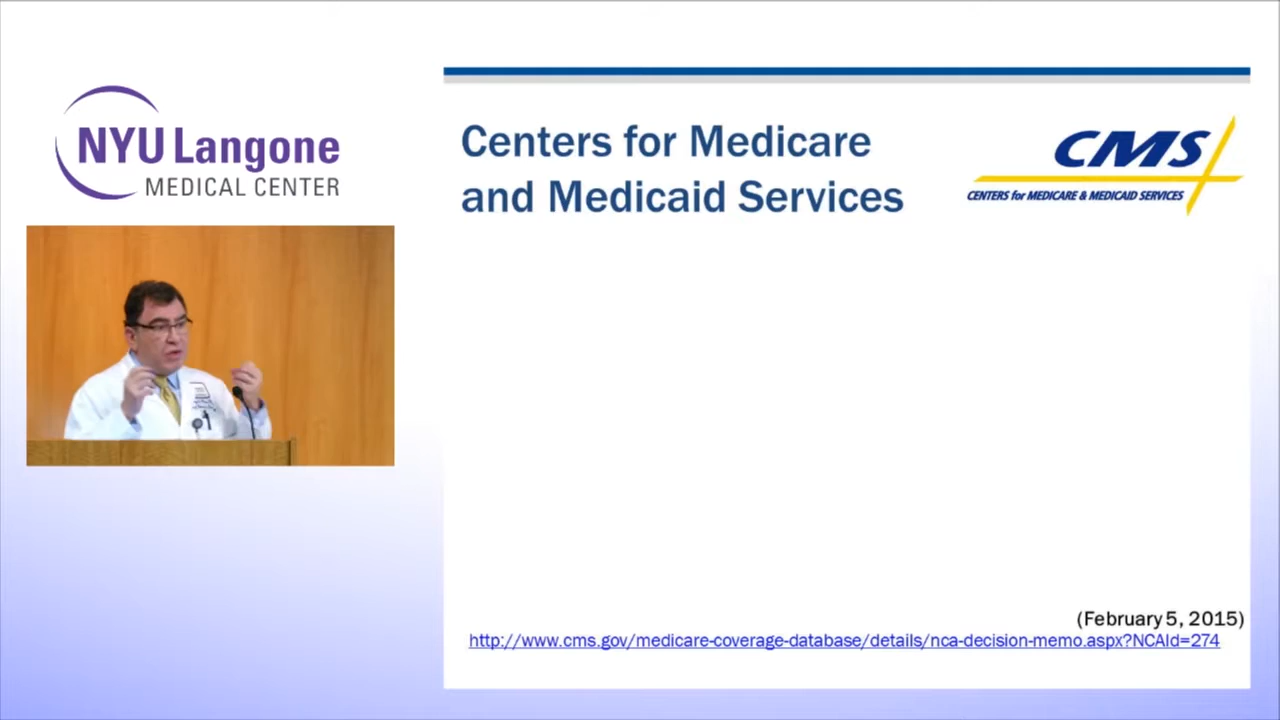 NYU Langone
MEDICAL CENTER
Centers for Medicare
and Medicaid Services
CMS
CENTERS for MEDICARE & MEDICAID SERVICES
(February 5, 2015)
http://www.cms.gov/medicare-coverage-database/details/nca-decision-memo.aspx?NCAId=274